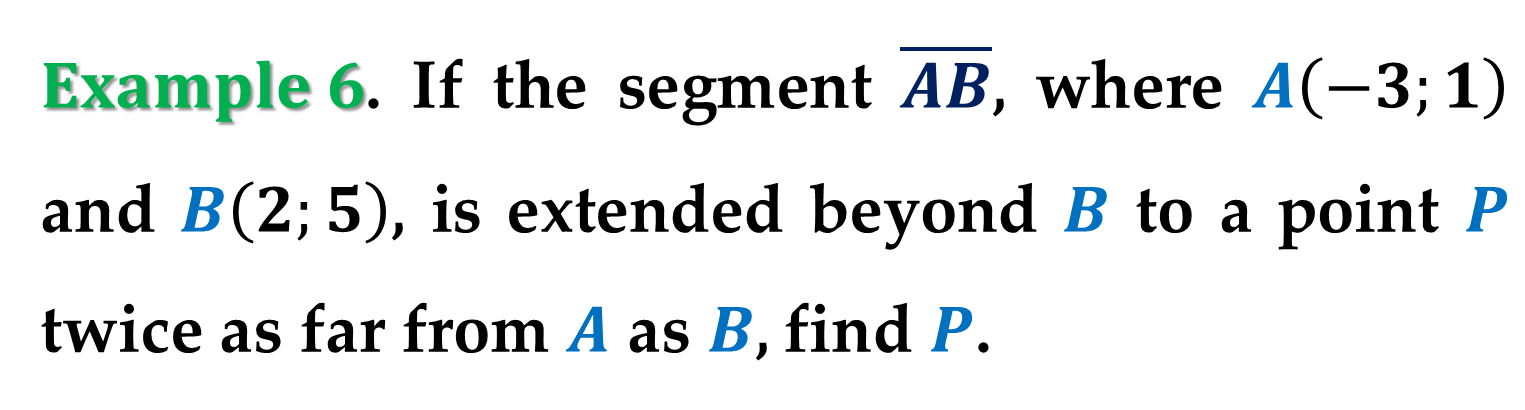 Example 6. If the segment A̅B̅, where A(−3; 1)
and B(2; 5), is extended beyond B to a point P
twice as far from A as B, find P.